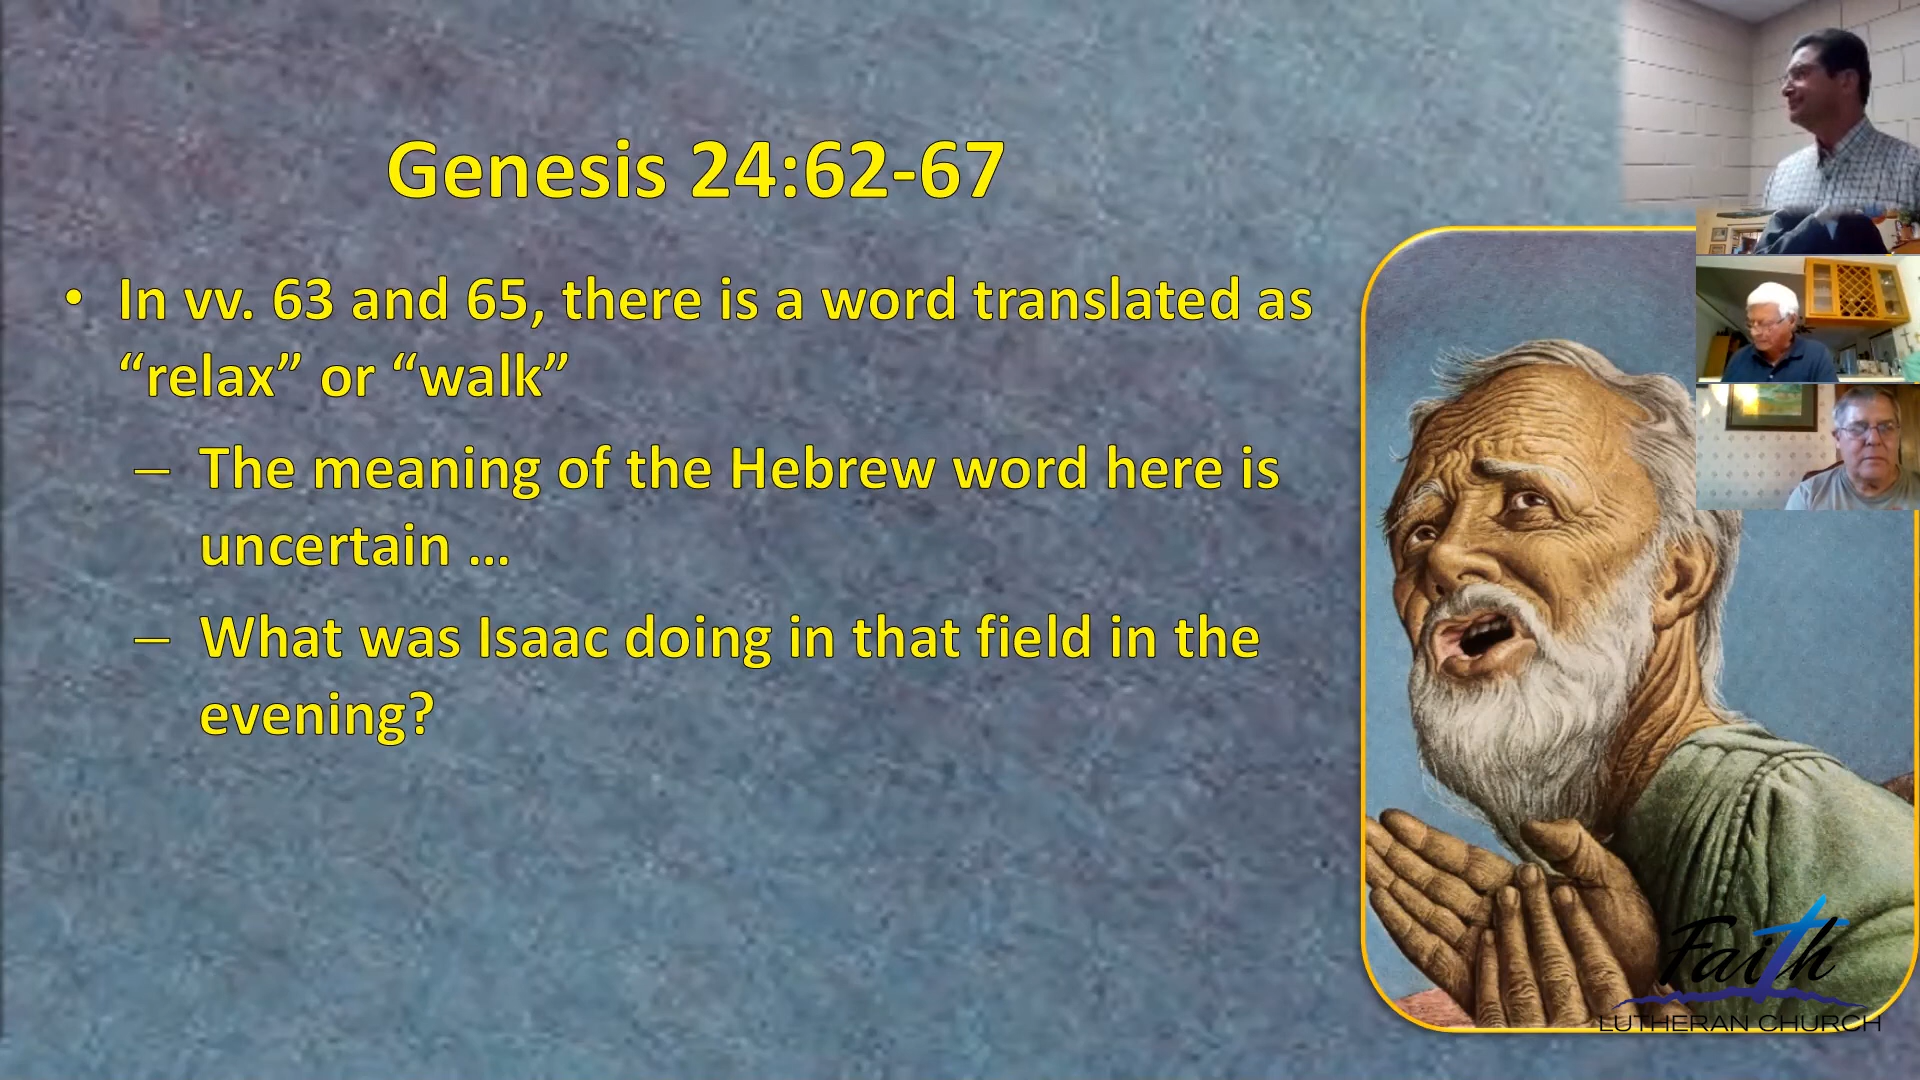 Genesis 24:62-67
• In vv. 63 and 65, there is a word translated as
“relax” or “walk”
– The meaning of the Hebrew word here is
uncertain …
– What was Isaac doing in that field in the
evening?
Faith
LUTHERAN CHURCH